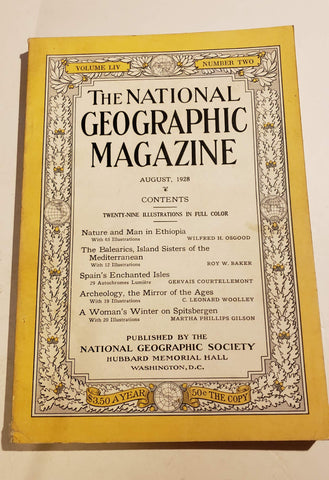 VOLUME LIV NUMBER TWO
THE NATIONAL
GEOGRAPHIC
MAGAZINE
AUGUST, 1928
CONTENTS
TWENTY-NINE ILLUSTRATIONS IN FULL COLOR
Nature and Man in Ethiopia
With 63 Illustrations WILFRED H. OSGOOD
The Balearics, Island Sisters of the
Mediterranean
With 12 Illustrations ROY W. BAKER
Spain's Enchanted Isles
29 Autochromes Lumière GERVAIS COURTELLEMONT
Archeology, the Mirror of the Ages
With 19 Illustrations C. LEONARD WOOLLEY
A Woman's Winter on Spitsbergen
With 20 Illustrations MARTHA PHILLIPS GILSON
PUBLISHED BY THE
NATIONAL GEOGRAPHIC SOCIETY
HUBBARD MEMORIAL HALL
WASHINGTON, D.C.
$3.50 A YEAR 50¢ THE COPY